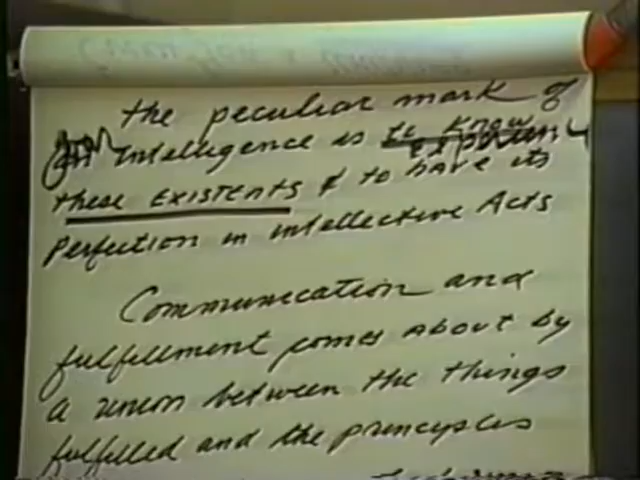 the peculiar mark of
Intelligence is to know
these Existents & to have its
Perfection in intellective Acts
Communication and
fulfillment comes about by
a union between the things
fulfilled and the principles